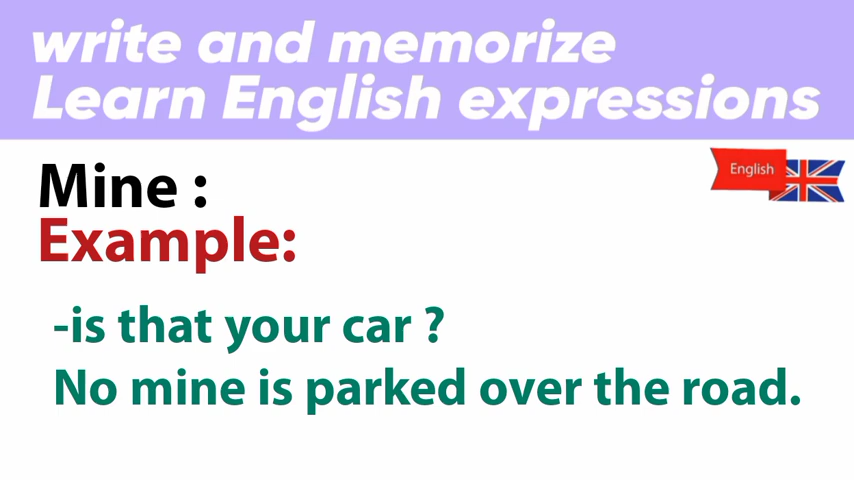 write and memorize
Learn English expressions
English
Mine :
Example:
-is that your car ?
No mine is parked over the road.